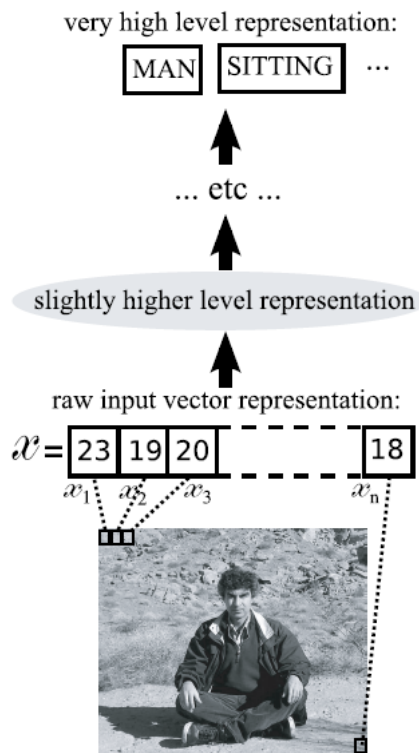 very high level representation:
MAN SITTING ...
... etc ...
slightly higher level representation
raw input vector representation:
x = 23 19 20 18
x1 x2 x3 xn